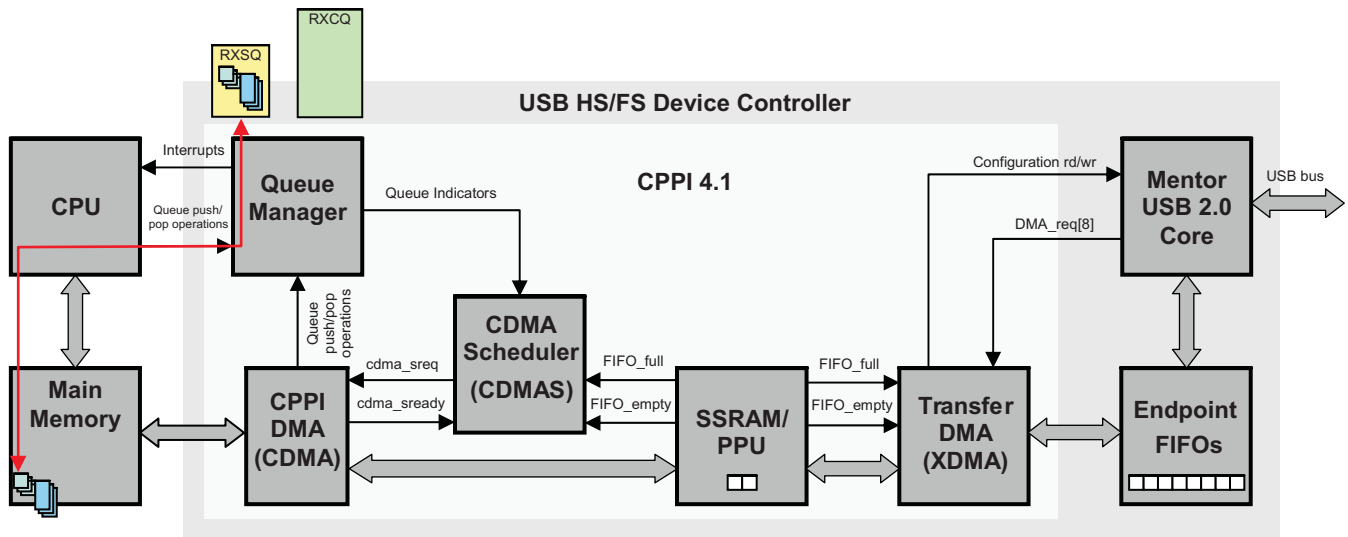 RXCQ
RXSQ
USB HS/FS Device Controller
Interrupts
Configuration rd/wr
CPU
Queue
Manager
CPPI 4.1
Mentor
USB 2.0
Core
USB bus
Queue Indicators
Queue push/
pop operations
DMA_req[8]
Queue
push/pop
operations
CDMA
Scheduler
(CDMAS)
cdma_sreq
FIFO_full
FIFO_full
Main
Memory
CPPI
DMA
(CDMA)
cdma_sready
FIFO_empty
SSRAM/
PPU
FIFO_empty
Transfer
DMA
(XDMA)
Endpoint
FIFOs